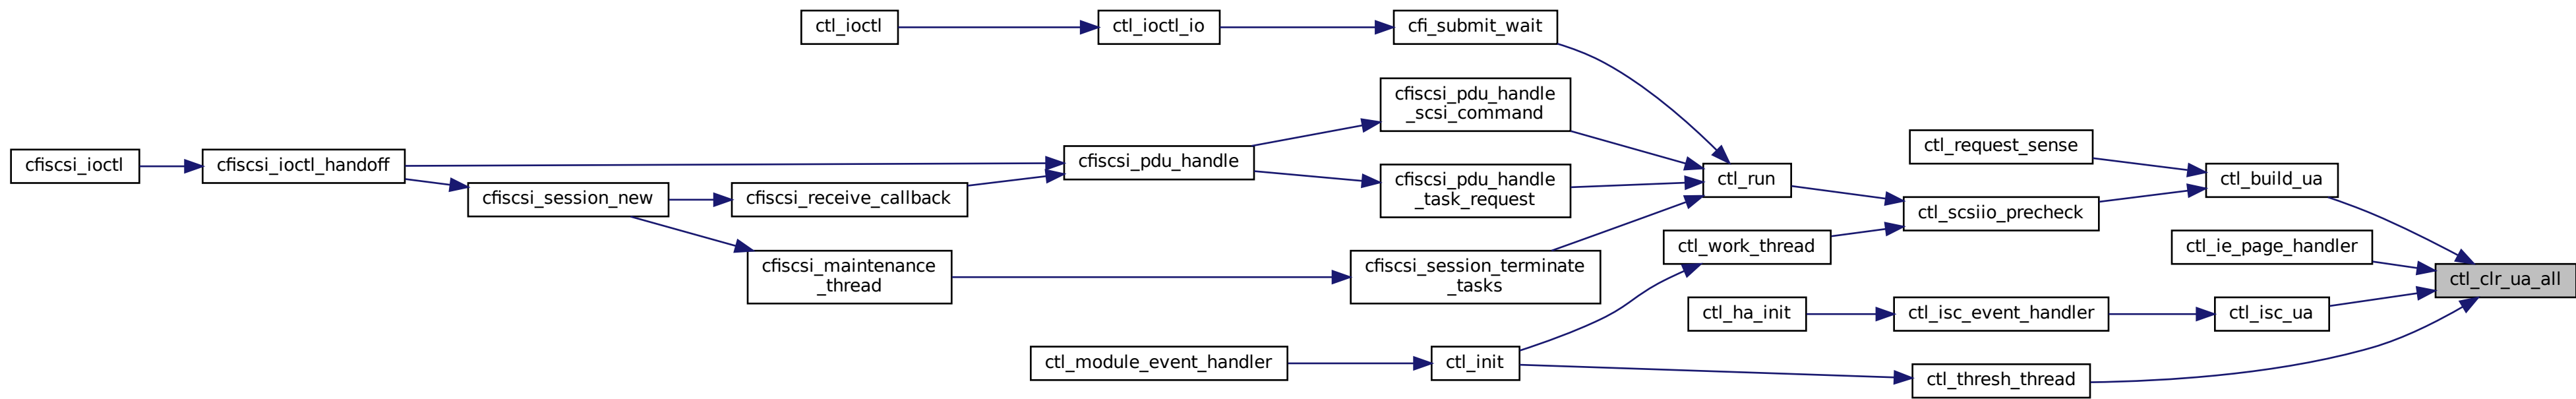 ctl_ioctl
ctl_ioctl_io
cfi_submit_wait
cfiscsi_pdu_handle
_scsi_command
cfiscsi_ioctl
cfiscsi_ioctl_handoff
cfiscsi_pdu_handle
cfiscsi_session_new
cfiscsi_receive_callback
cfiscsi_pdu_handle
_task_request
ctl_run
ctl_request_sense
ctl_build_ua
ctl_scsiio_precheck
ctl_work_thread
ctl_ie_page_handler
cfiscsi_maintenance
_thread
cfiscsi_session_terminate
_tasks
ctl_clr_ua_all
ctl_ha_init
ctl_isc_event_handler
ctl_isc_ua
ctl_module_event_handler
ctl_init
ctl_thresh_thread